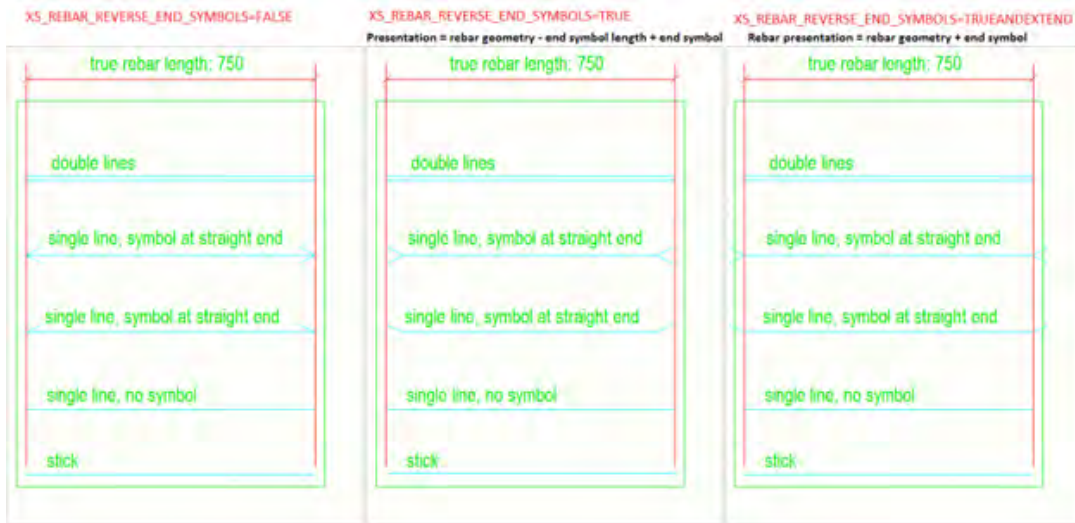 XS_REBAR_REVERSE_END_SYMBOLS=FALSE
true rebar length: 750
double lines
single line, symbol at straight end
single line, symbol at straight end
single line, no symbol
stick
XS_REBAR_REVERSE_END_SYMBOLS=TRUE
Presentation = rebar geometry - end symbol length + end symbol
true rebar length: 750
double lines
single line, symbol at straight end
single line, symbol at straight end
single line, no symbol
stick
XS_REBAR_REVERSE_END_SYMBOLS=TRUEANDEXTEND
Rebar presentation = rebar geometry + end symbol
true rebar length: 750
double lines
single line, symbol at straight end
single line, symbol at straight end
single line, no symbol
stick